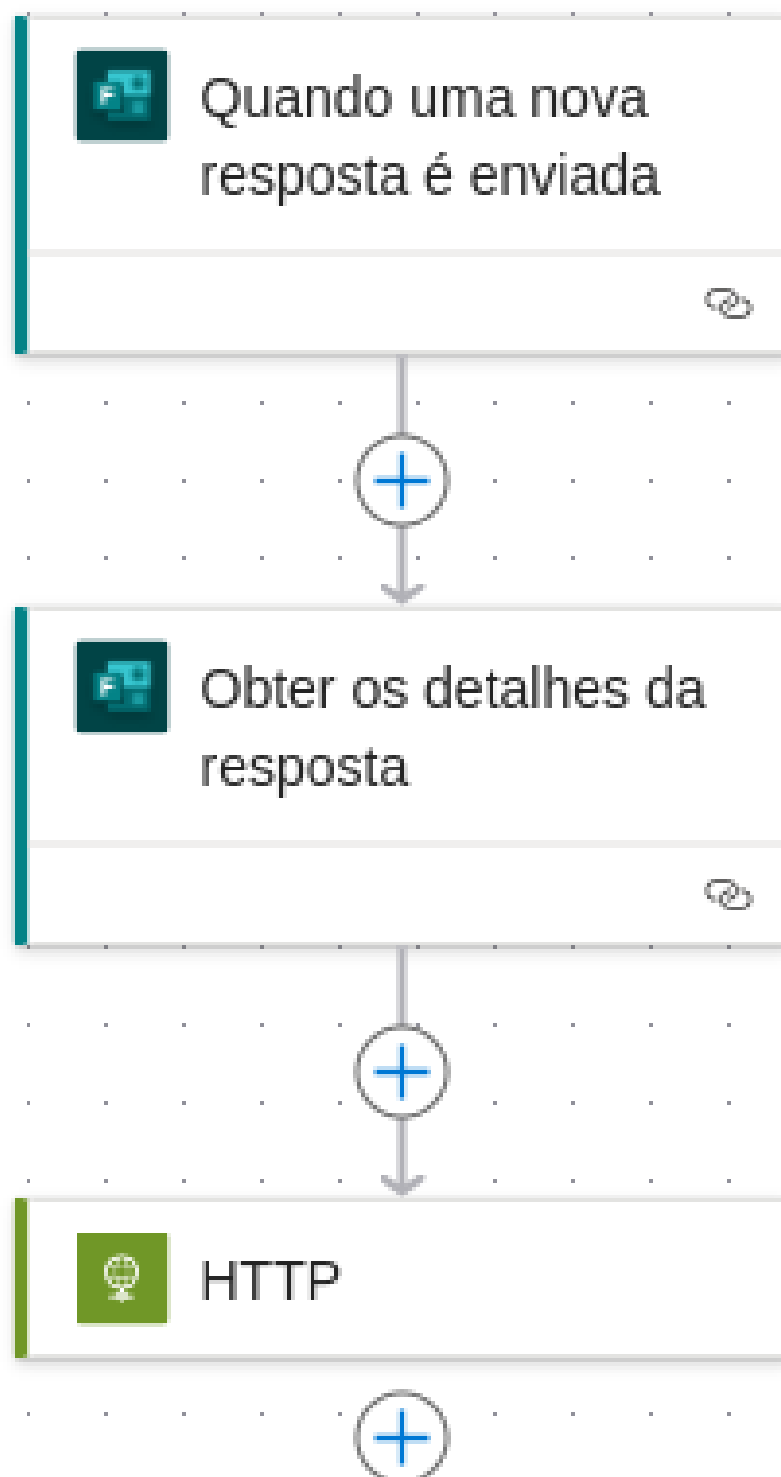 Quando uma nova
resposta é enviada
Obter os detalhes da
resposta
HTTP